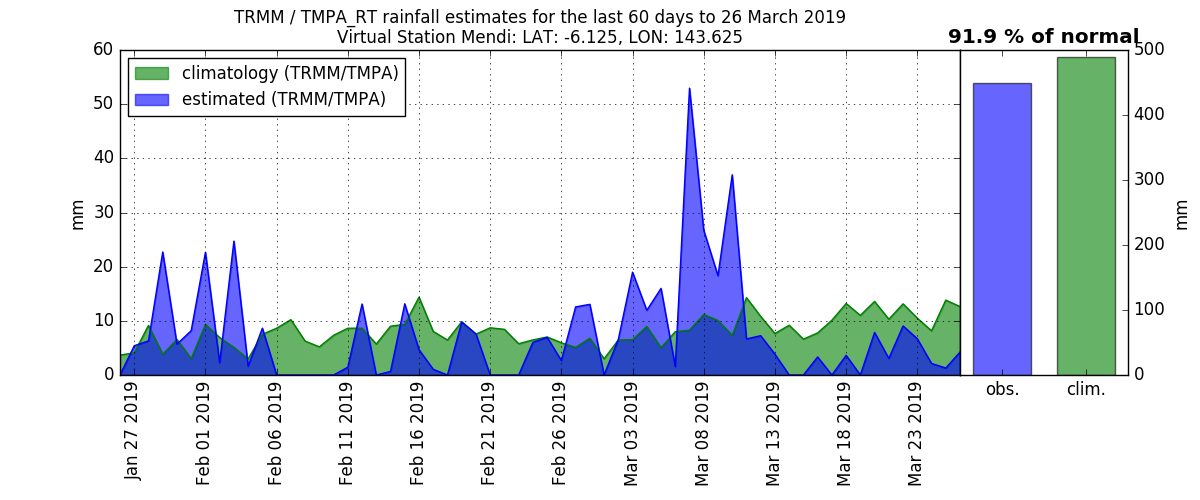 TRMM / TMPA_RT rainfall estimates for the last 60 days to 26 March 2019
Virtual Station Mendi: LAT: -6.125, LON: 143.625
91.9 % of normal
climatology (TRMM/TMPA)
estimated (TRMM/TMPA)
mm
60
50
40
30
20
10
0
Jan 27 2019
Feb 01 2019
Feb 06 2019
Feb 11 2019
Feb 16 2019
Feb 21 2019
Feb 26 2019
Mar 03 2019
Mar 08 2019
Mar 13 2019
Mar 18 2019
Mar 23 2019
obs.
clim.
500
400
300
200
100
0
mm